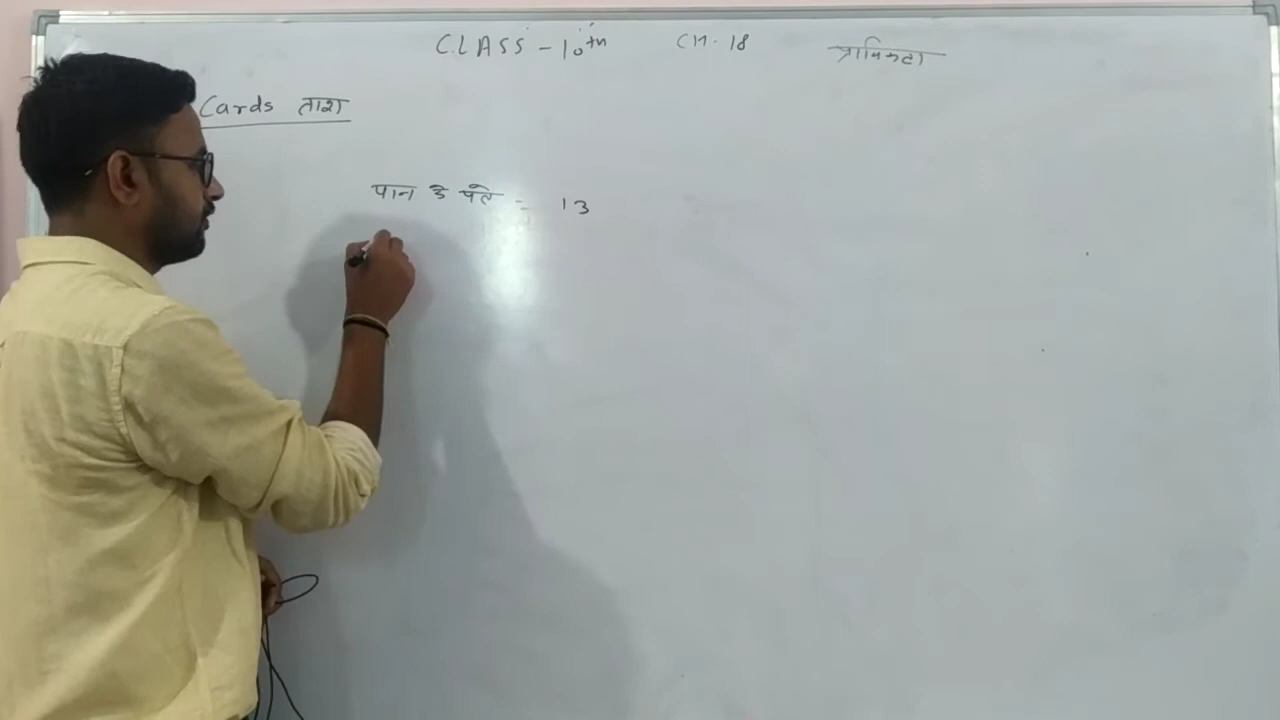 CLASS - 10th CH. 18 प्रायिकता
Cards ताश
पान के पत्ते = 13